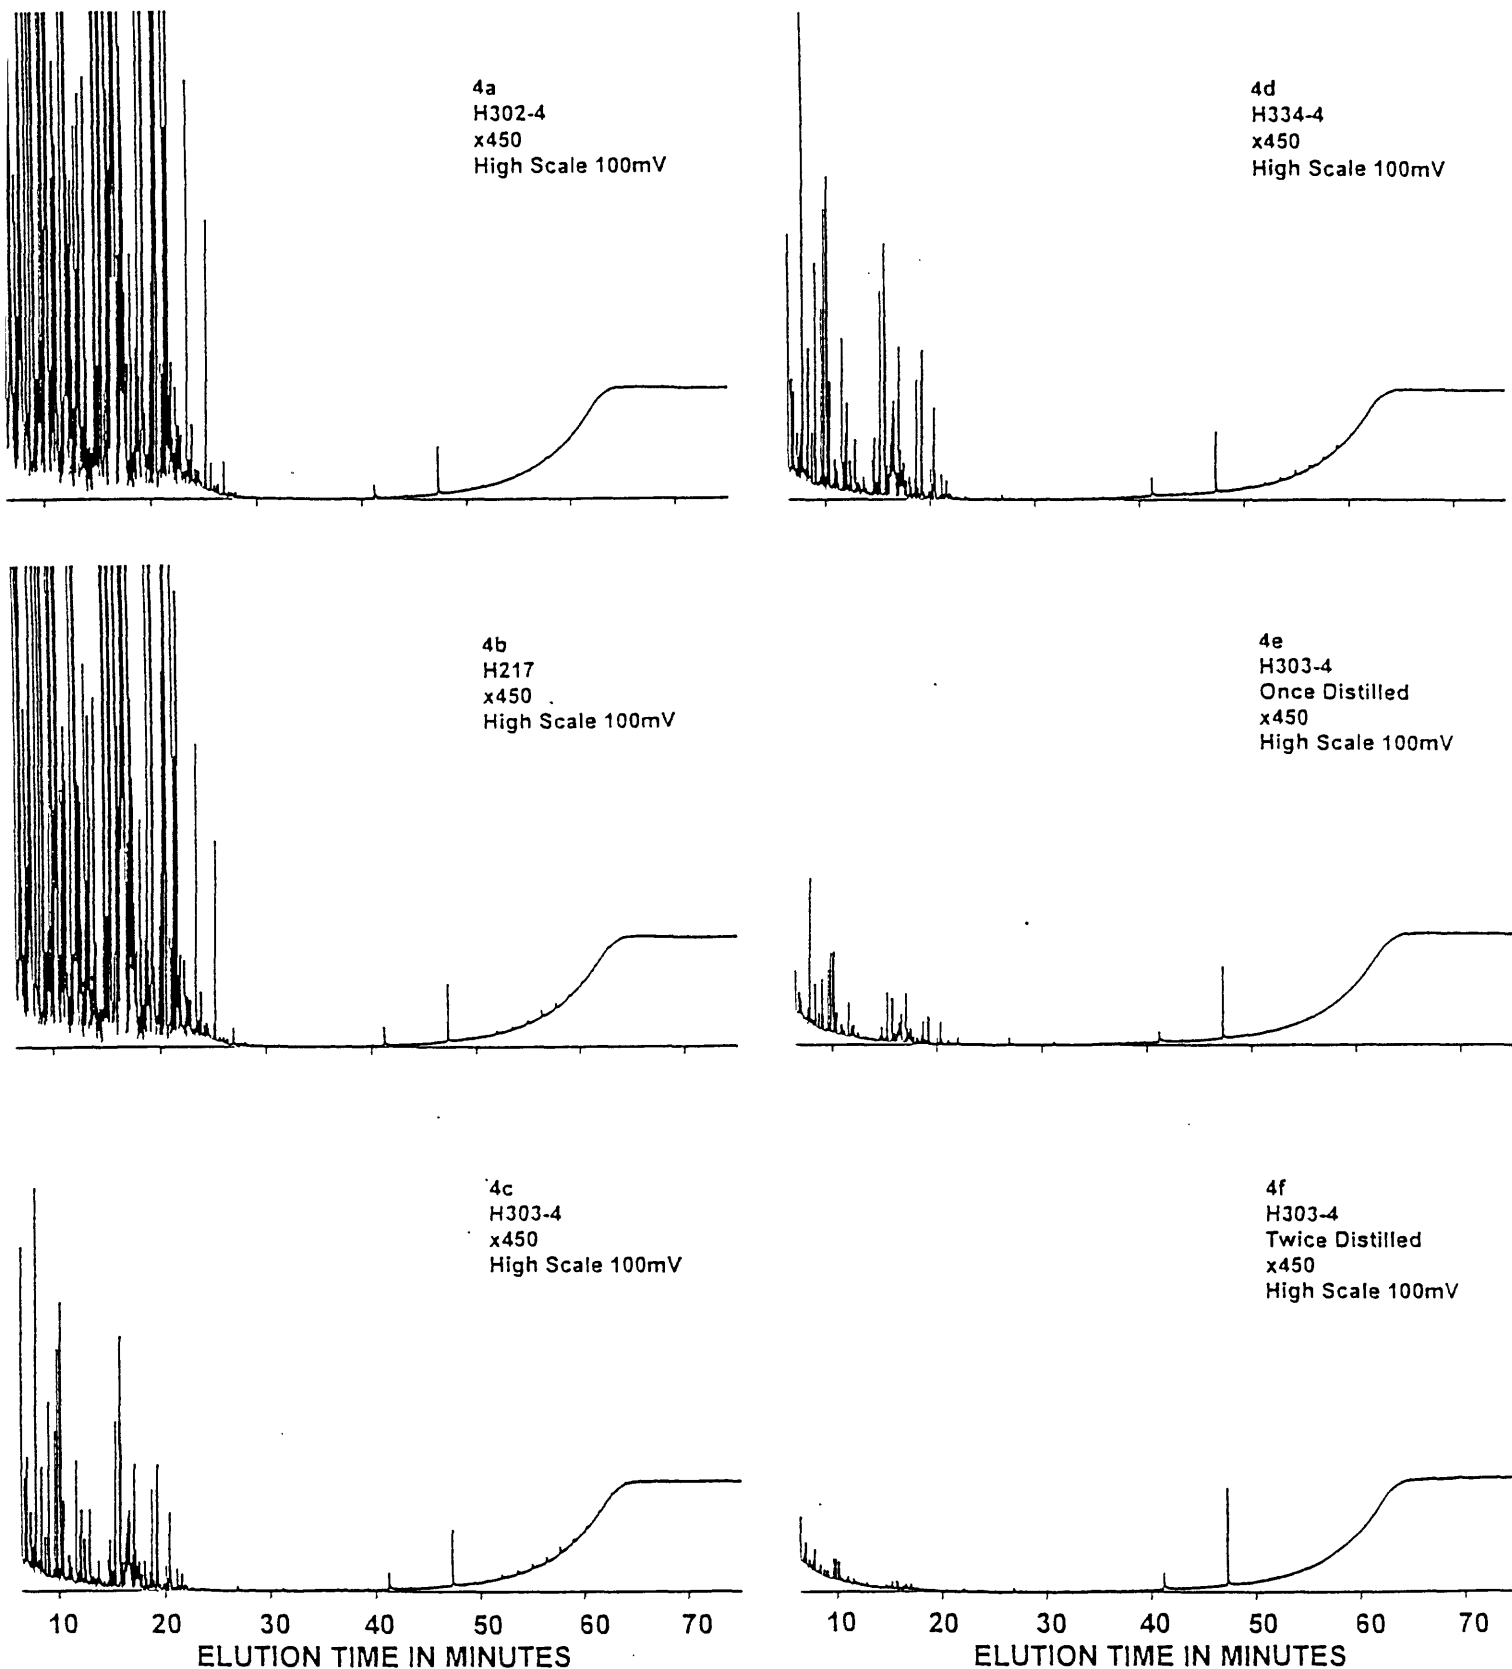 4a
H302-4
x450
High Scale 100mV
4d
H334-4
x450
High Scale 100mV
4b
H217
x450
High Scale 100mV
4e
H303-4
Once Distilled
x450
High Scale 100mV
4c
H303-4
x450
High Scale 100mV
4f
H303-4
Twice Distilled
x450
High Scale 100mV
10 20 30 40 50 60 70
ELUTION TIME IN MINUTES
10 20 30 40 50 60 70
ELUTION TIME IN MINUTES